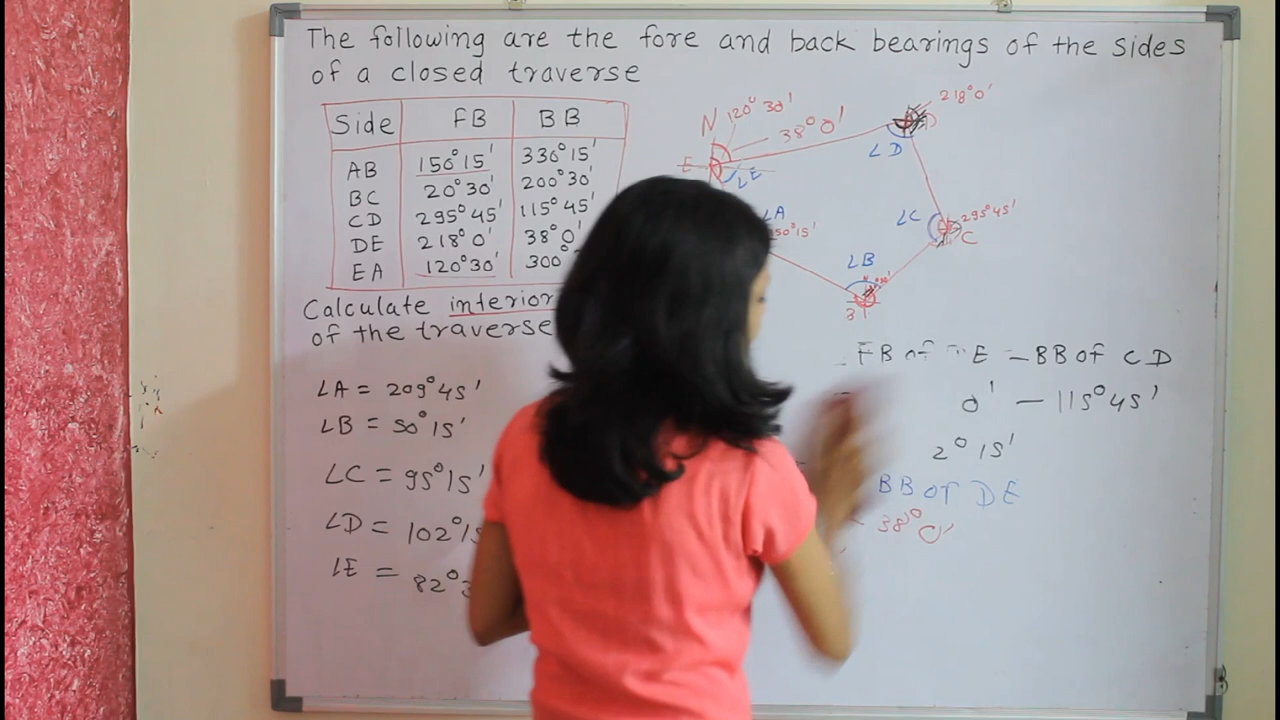 The following are the fore and back bearings of the sides
of a closed traverse
Side FB BB
AB 150°15' 330°15'
BC 20°30' 200°30'
CD 295°45' 115°45'
DE 218°0' 38°0'
EA 120°30' 300°
Calculate interior
of the traverse
∠A = 209°45'
∠B = 50°15'
∠C = 95°15'
∠D = 102°15
∠E = 82°3
N 120°30'
38°0'
218°0'
D
∠D
E
∠E
∠A
150°15'
∠C
295°45'
C
∠B
B
FB of DE – BB of CD
0' – 115°45'
2°15'
BB of DE
38°0'